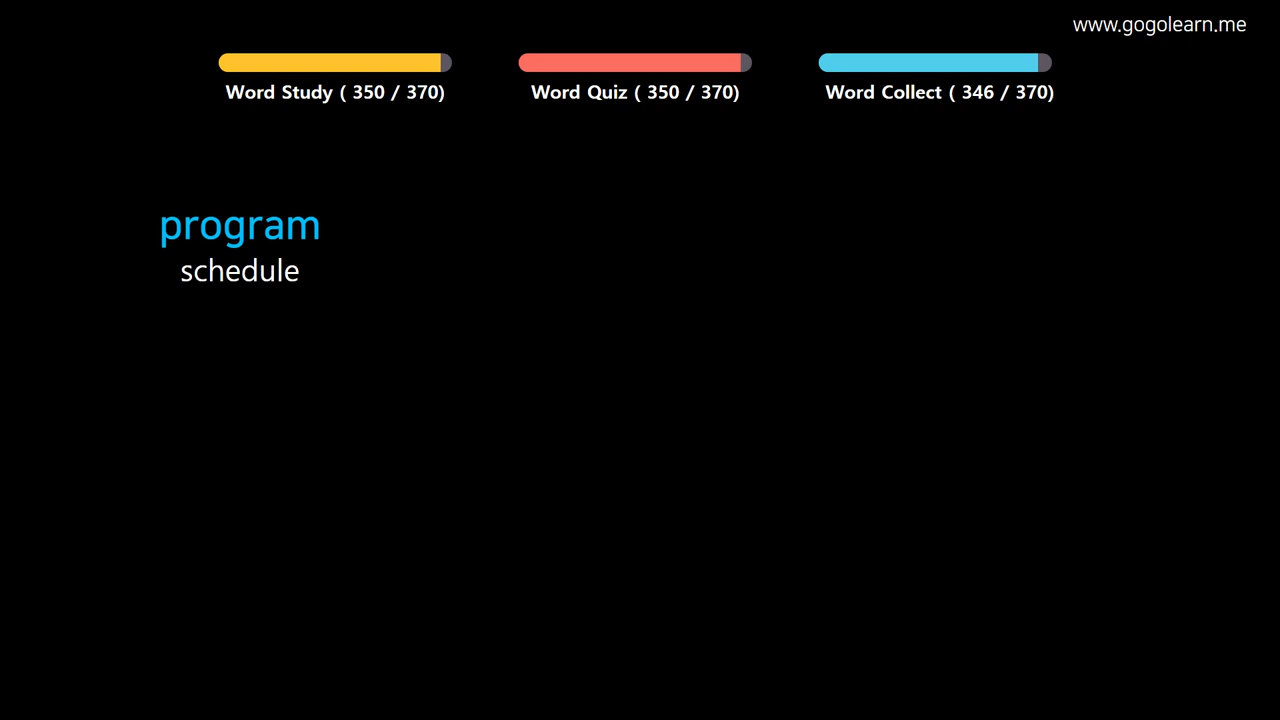 www.gogolearn.me
Word Study ( 350 / 370)
Word Quiz ( 350 / 370)
Word Collect ( 346 / 370)
program
schedule